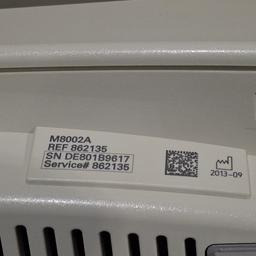 M8002A
REF 862135
SN DE801B9617
Service# 862135
2013-09